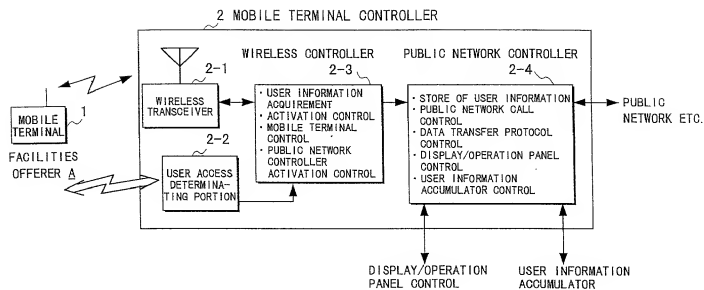 2 MOBILE TERMINAL CONTROLLER
WIRELESS CONTROLLER
PUBLIC NETWORK CONTROLLER
2-1
2-3
2-4
1
MOBILE
TERMINAL
WIRELESS
TRANSCEIVER
2-2
USER ACCESS
DETERMINA-
TING PORTION
FACILITIES
OFFERER A
• USER INFORMATION
ACQUIREMENT
• ACTIVATION CONTROL
• MOBILE TERMINAL
CONTROL
• PUBLIC NETWORK
CONTROLLER
ACTIVATION CONTROL
• STORE OF USER INFORMATION
• PUBLIC NETWORK CALL
CONTROL
• DATA TRANSFER PROTOCOL
CONTROL
• DISPLAY/OPERATION PANEL
CONTROL
• USER INFORMATION
ACCUMULATOR CONTROL
PUBLIC
NETWORK ETC.
DISPLAY/OPERATION
PANEL CONTROL
USER INFORMATION
ACCUMULATOR